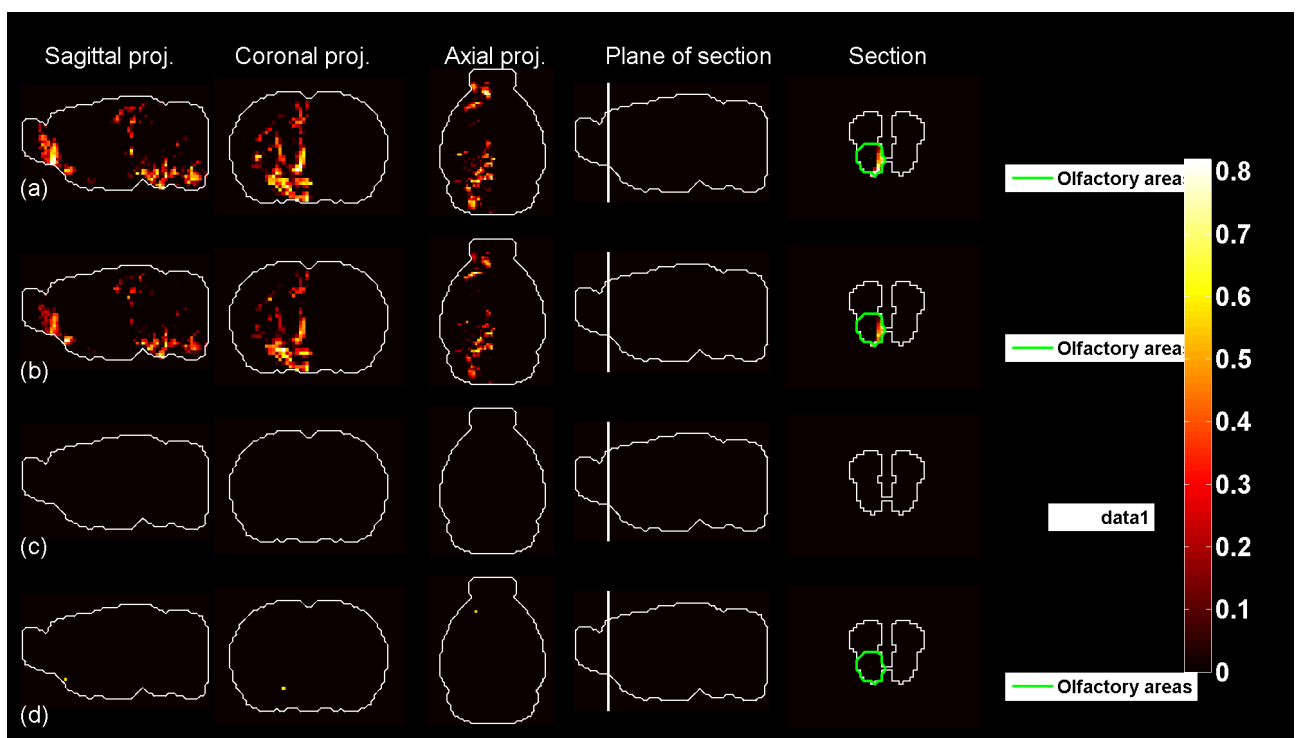 Sagittal proj. Coronal proj. Axial proj. Plane of section Section
(a)
Olfactory areas
(b)
Olfactory areas
(c)
data1
(d)
Olfactory areas
0.8
0.7
0.6
0.5
0.4
0.3
0.2
0.1
0